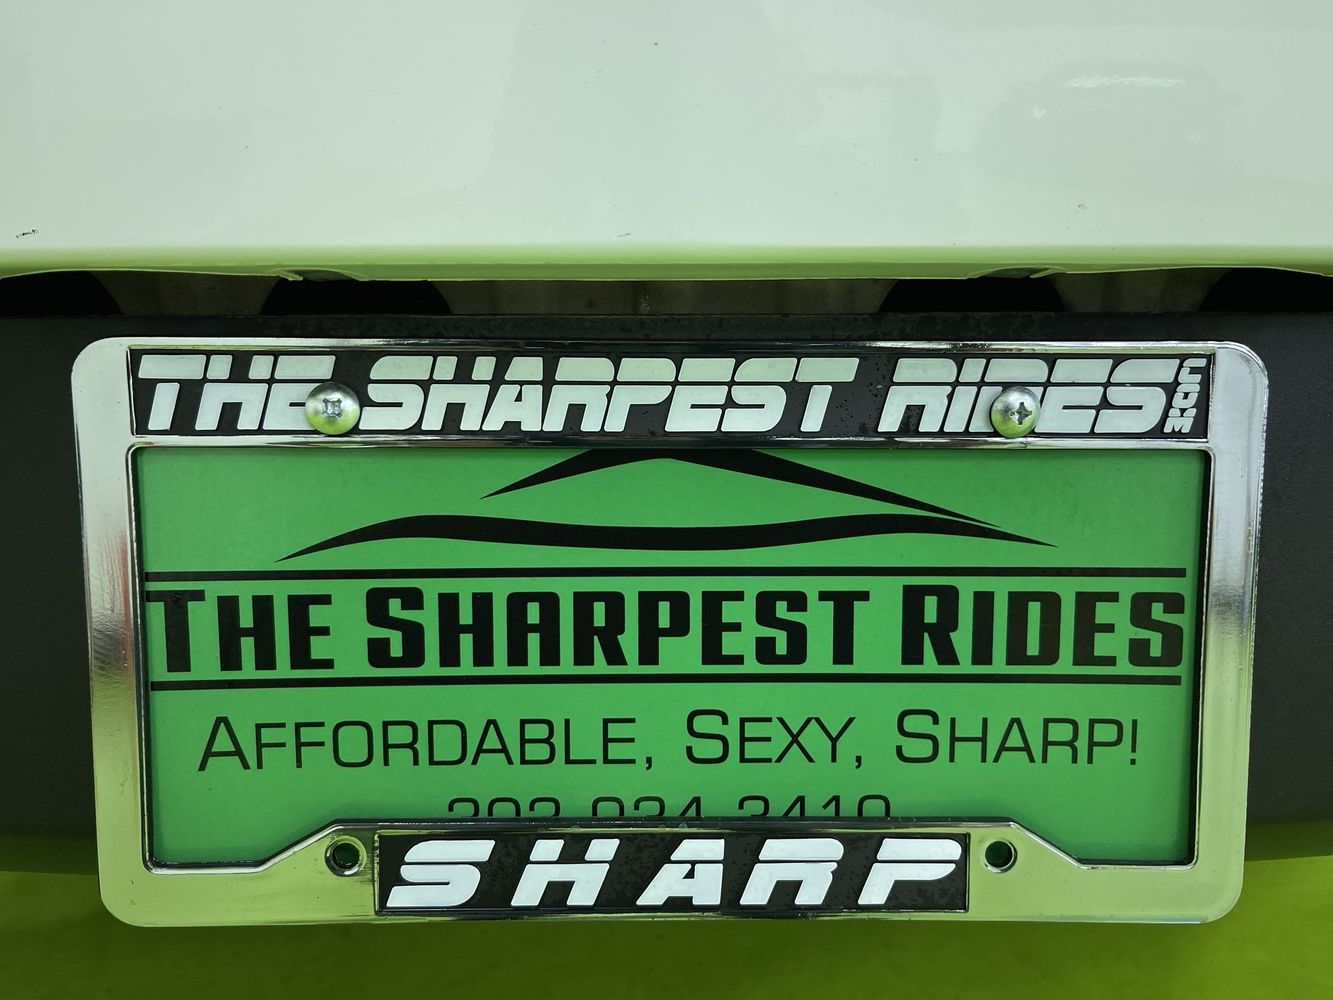 THE SHARPEST RIDES.COM
THE SHARPEST RIDES
AFFORDABLE, SEXY, SHARP!
SHARP